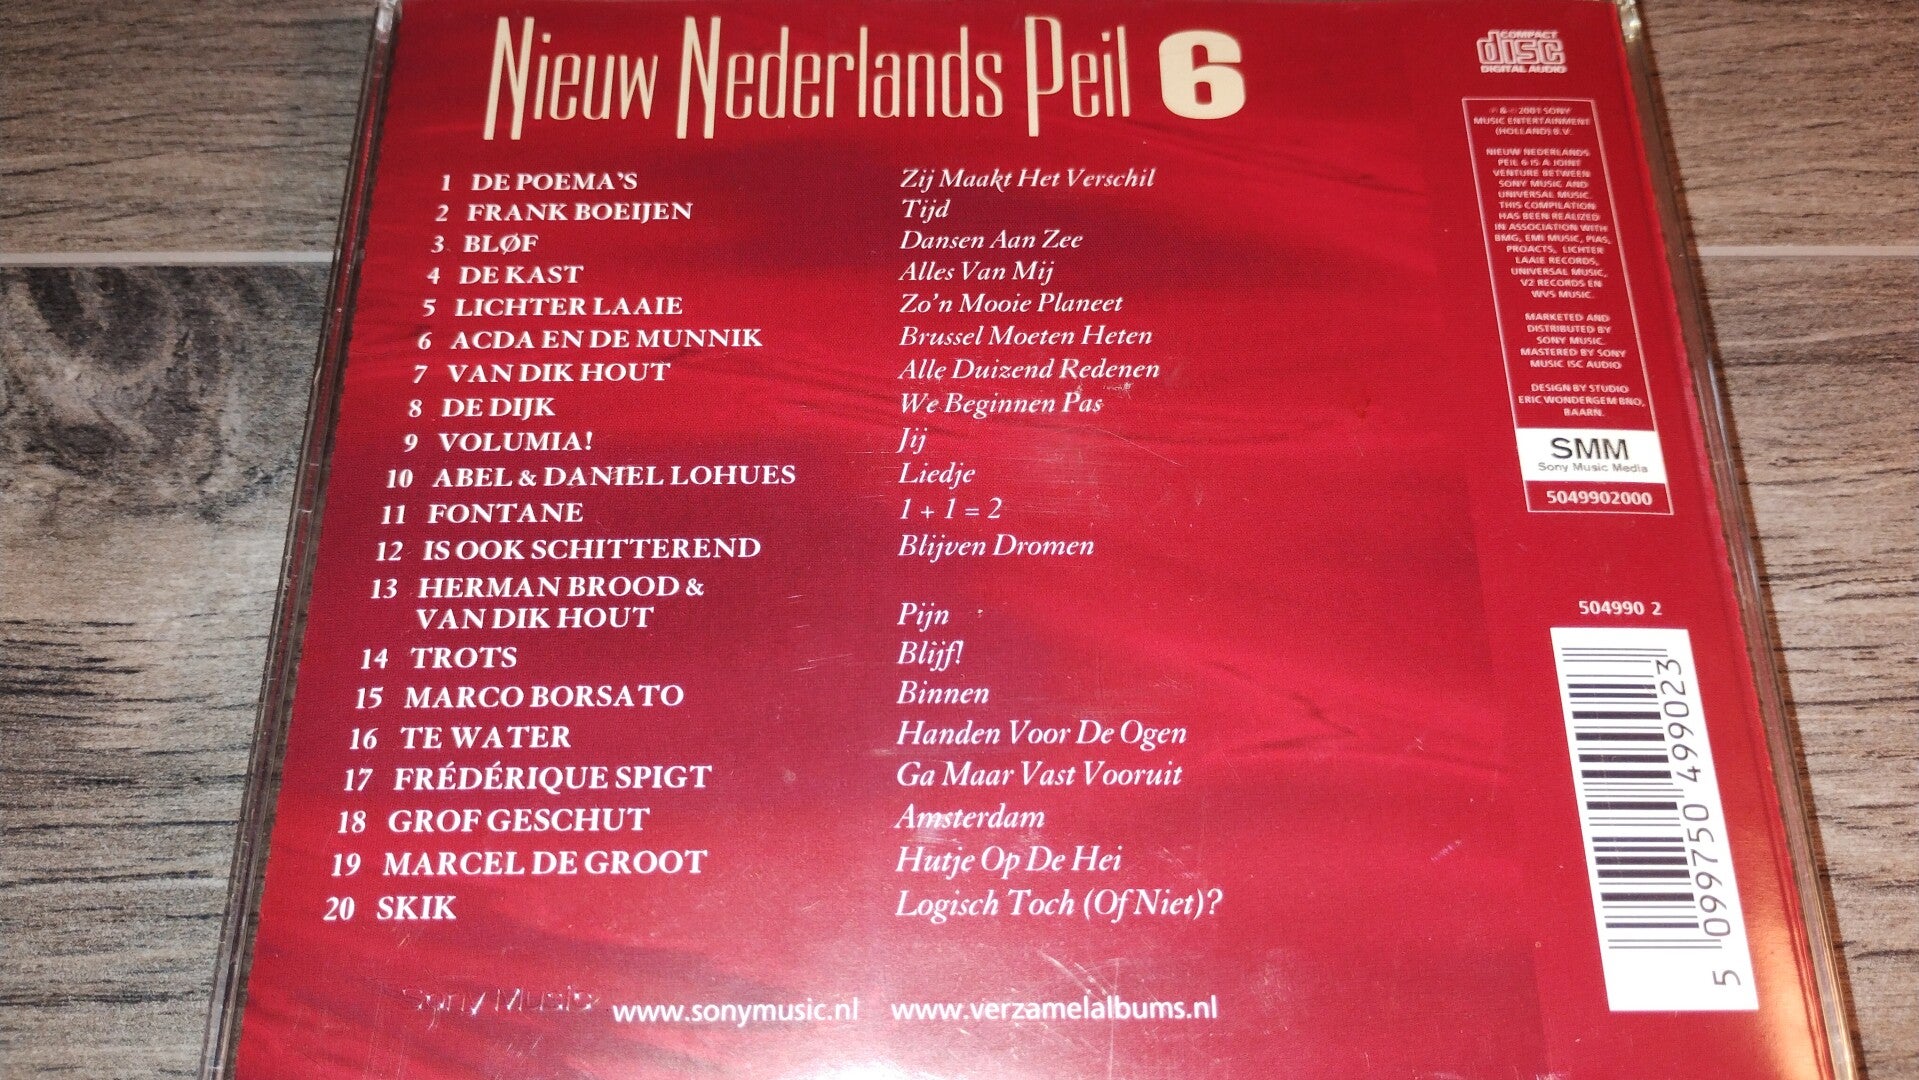 Nieuw Nederlands Peil 6
COMPACT
disc
DIGITAL AUDIO
1 DE POEMA'S Zij Maakt Het Verschil
2 FRANK BOEIJEN Tijd
3 BLØF Dansen Aan Zee
4 DE KAST Alles Van Mij
5 LICHTER LAAIE Zo'n Mooie Planeet
6 ACDA EN DE MUNNIK Brussel Moeten Heten
7 VAN DIK HOUT Alle Duizend Redenen
8 DE DIJK We Beginnen Pas
9 VOLUMIA! Jij
10 ABEL & DANIEL LOHUES Liedje
11 FONTANE 1 + 1 = 2
12 IS OOK SCHITTEREND Blijven Dromen
13 HERMAN BROOD &
VAN DIK HOUT Pijn
14 TROTS Blijf!
15 MARCO BORSATO Binnen
16 TE WATER Handen Voor De Ogen
17 FRÉDÉRIQUE SPIGT Ga Maar Vast Vooruit
18 GROF GESCHUT Amsterdam
19 MARCEL DE GROOT Hutje Op De Hei
20 SKIK Logisch Toch (Of Niet)?
Sony Music www.sonymusic.nl www.verzamelalbums.nl
℗ & © 2001 SONY
MUSIC ENTERTAINMENT
(HOLLAND) B.V.
NIEUW NEDERLANDS
PEIL 6 IS A JOINT
VENTURE BETWEEN
SONY MUSIC AND
UNIVERSAL MUSIC.
THIS COMPILATION
HAS BEEN REALIZED
IN ASSOCIATION WITH
BMG, EMI MUSIC, PIAS,
PROACTS, LICHTER
LAAIE RECORDS,
UNIVERSAL MUSIC,
V2 RECORDS EN
WVS MUSIC.
MARKETED AND
DISTRIBUTED BY
SONY MUSIC.
MASTERED BY SONY
MUSIC ISC AUDIO
DESIGN BY STUDIO
ERIC WONDERGEM BNO,
BAARN.
SMM
Sony Music Media
5049902000
504990 2
5 099750 499023